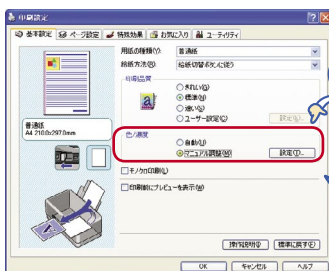 印刷設定
基本設定 ページ設定 特殊効果 お気に入り ユーティリティ
用紙の種類(Y): 普通紙
給紙方法(S): 給紙切替ボタンに従う
印刷品質
きれい(G)
標準(N)
速い(S)
ユーザー設定(C) 設定(S)...
普通紙
A4 210.0x297.0mm
色/濃度
自動(U)
マニュアル調整(W) 設定(I)...
モノクロ印刷(L)
印刷前にプレビューを表示(W)
操作説明(Q) 標準に戻す(F)
OK キャンセル ヘルプ